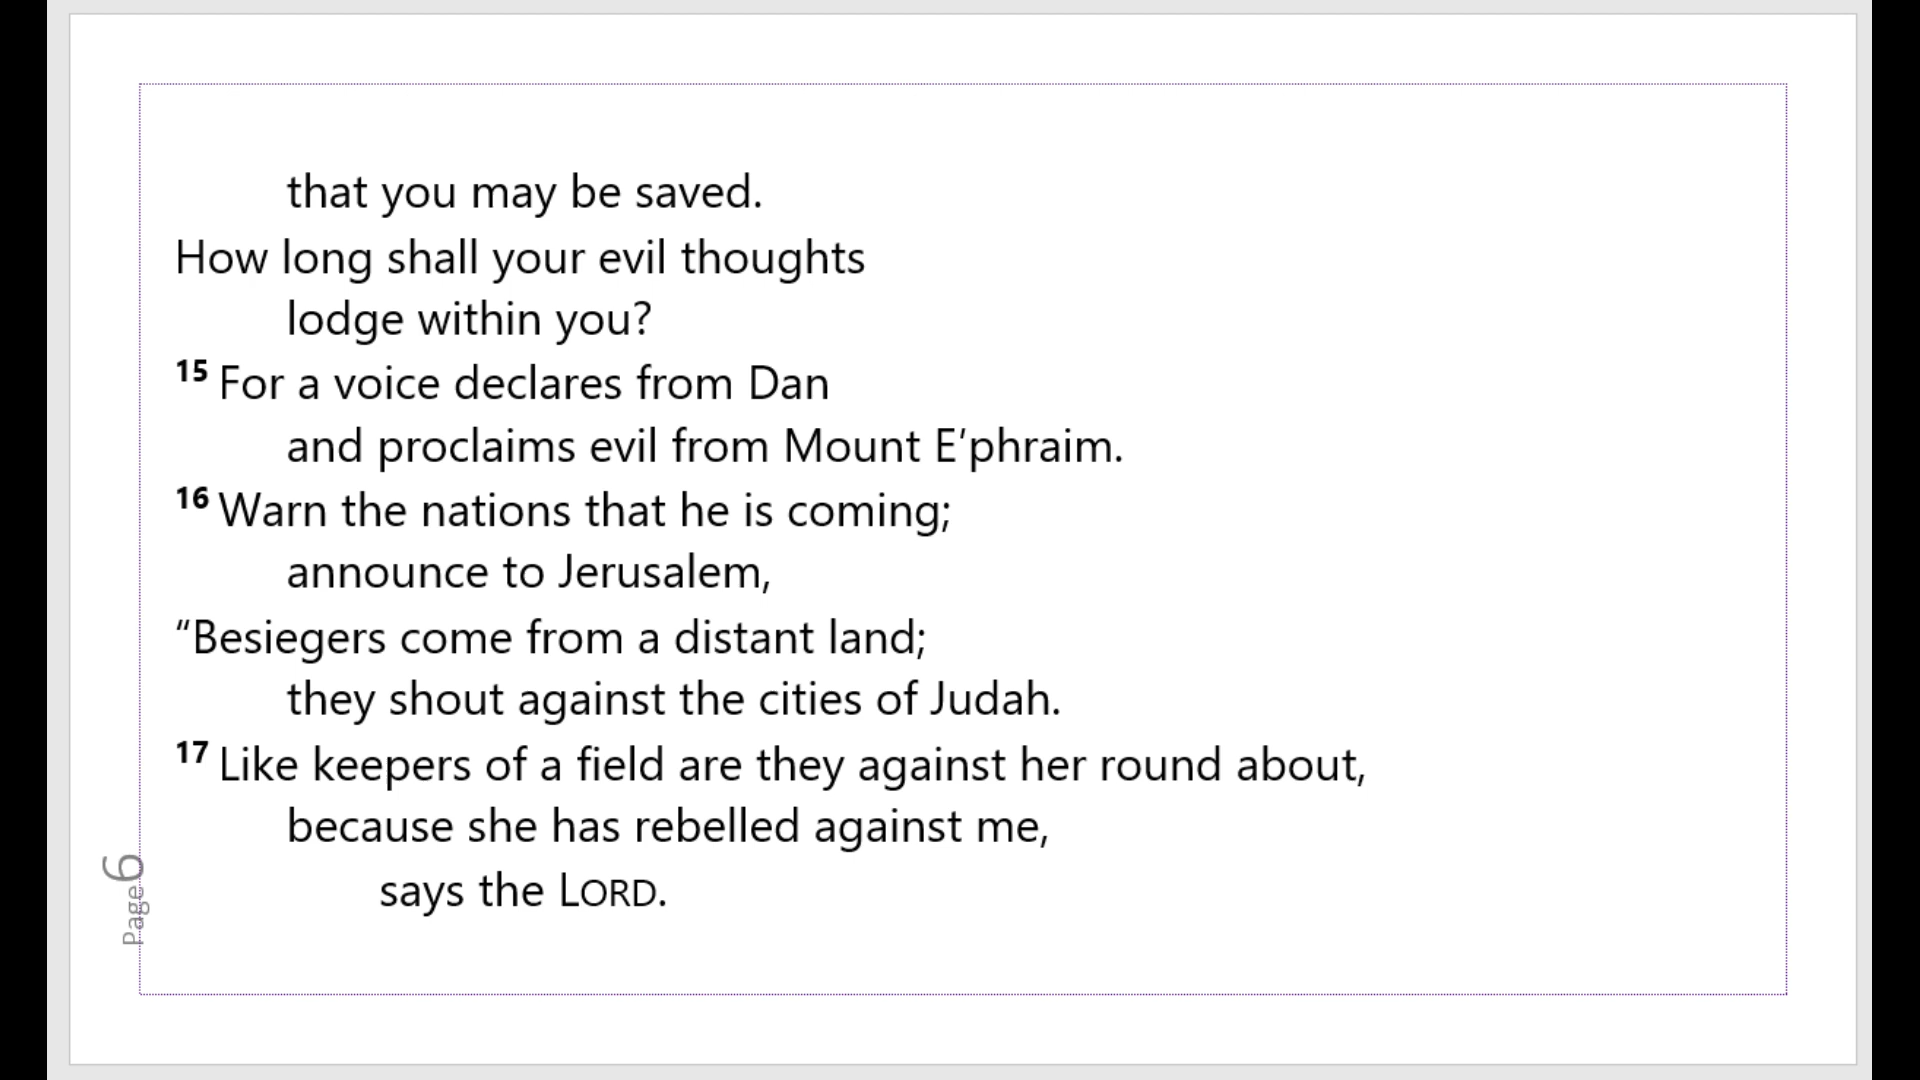 that you may be saved.
How long shall your evil thoughts
lodge within you?
15 For a voice declares from Dan
and proclaims evil from Mount E′phraim.
16 Warn the nations that he is coming;
announce to Jerusalem,
“Besiegers come from a distant land;
they shout against the cities of Judah.
17 Like keepers of a field are they against her round about,
because she has rebelled against me,
says the LORD.
Page 6